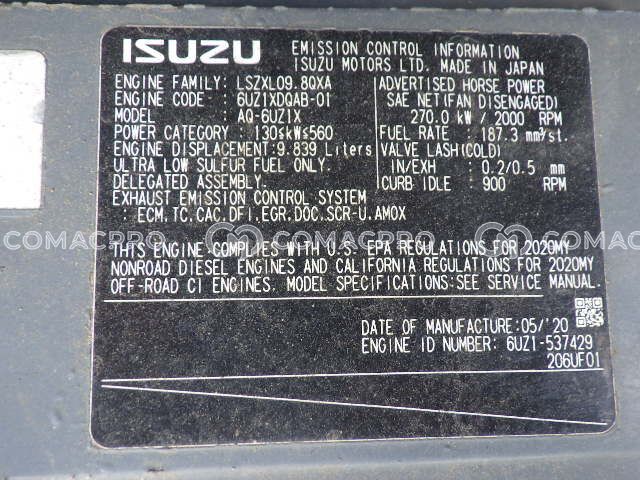 ISUZU EMISSION CONTROL INFORMATION
ISUZU MOTORS LTD. MADE IN JAPAN
ENGINE FAMILY: LSZXL09.8QXA
ENGINE CODE : 6UZ1XDQAB-01
MODEL : AQ-6UZ1X
POWER CATEGORY : 130≤kW≤560
ENGINE DISPLACEMENT:9.839 Liters
ULTRA LOW SULFUR FUEL ONLY.
DELEGATED ASSEMBLY.
EXHAUST EMISSION CONTROL SYSTEM
: ECM,TC,CAC,DFI,EGR,DOC,SCR-U,AMOX
ADVERTISED HORSE POWER
SAE NET(FAN DISENGAGED)
270.0 kW / 2000 RPM
FUEL RATE : 187.3 mm³/st.
VALVE LASH(COLD)
IN/EXH : 0.2/0.5 mm
CURB IDLE : 900 RPM
COMACPRO COMACPRO COMACPRO
THIS ENGINE COMPLIES WITH U.S. EPA REGULATIONS FOR 2020MY
NONROAD DIESEL ENGINES AND CALIFORNIA REGULATIONS FOR 2020MY
OFF-ROAD CI ENGINES. MODEL SPECIFICATIONS:SEE SERVICE MANUAL.
DATE OF MANUFACTURE:05/'20
ENGINE ID NUMBER: 6UZ1-537429
206UF01